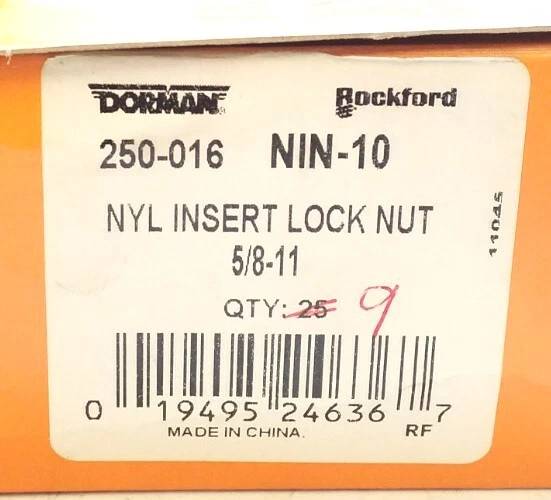 DORMAN® Rockford
250-016 NIN-10
NYL INSERT LOCK NUT
5/8-11
QTY: 25 9
0 19495 24636 7
MADE IN CHINA. RF
11045